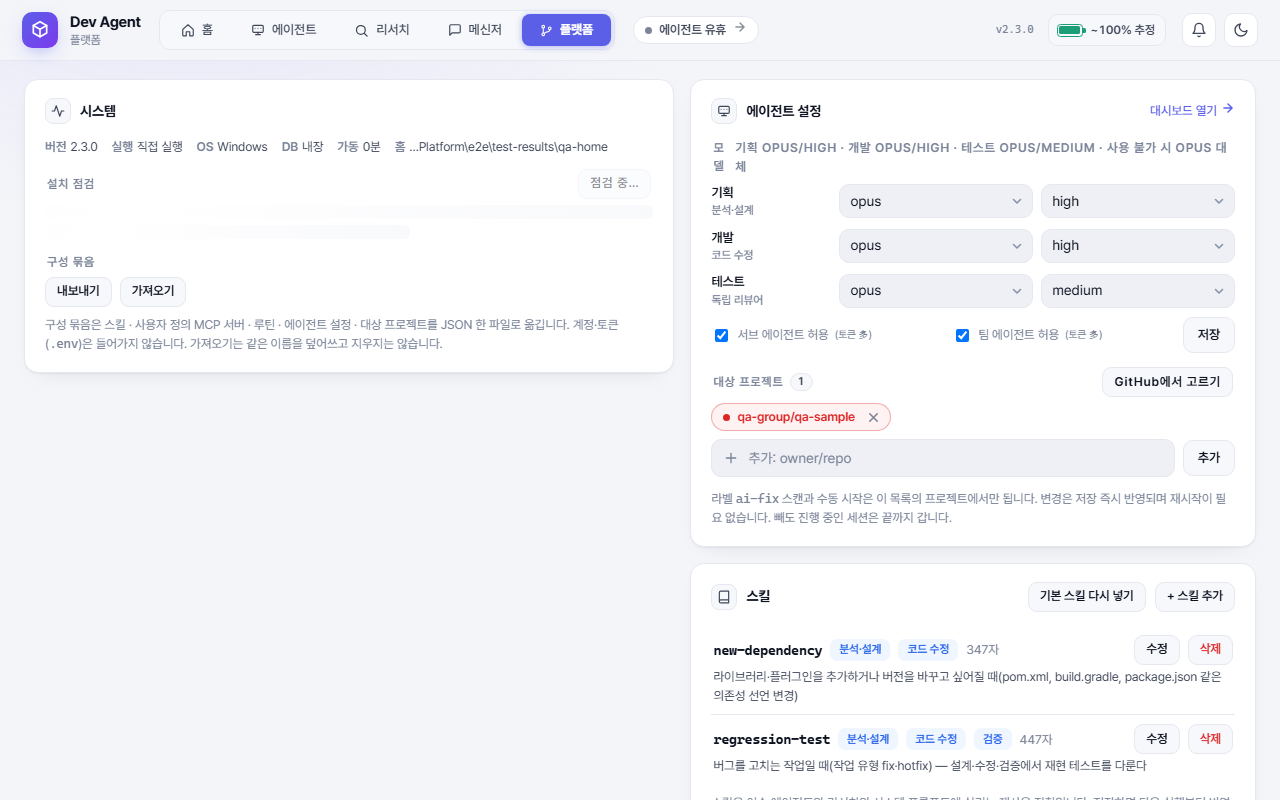 Dev Agent
플랫폼
홈
에이전트
리서치
메신저
플랫폼
에이전트 유휴
v2.3.0
~100% 추정
시스템
버전 2.3.0 실행 직접 실행 OS Windows DB 내장 가동 0분 홈 …Platform\e2e\test-results\qa-home
설치 점검
점검 중…
구성 묶음
내보내기
가져오기
구성 묶음은 스킬 · 사용자 정의 MCP 서버 · 루틴 · 에이전트 설정 · 대상 프로젝트를 JSON 한 파일로 옮깁니다. 계정·토큰
(.env)은 들어가지 않습니다. 가져오기는 같은 이름을 덮어쓰고 지우지는 않습니다.
에이전트 설정
대시보드 열기
모델
기획 OPUS/HIGH · 개발 OPUS/HIGH · 테스트 OPUS/MEDIUM · 사용 불가 시 OPUS 대
체
기획
분석·설계
opus
high
개발
코드 수정
opus
high
테스트
독립 리뷰어
opus
medium
서브 에이전트 허용 (토큰 多)
팀 에이전트 허용 (토큰 多)
저장
대상 프로젝트 1
GitHub에서 고르기
qa-group/qa-sample
추가: owner/repo
추가
라벨 ai-fix 스캔과 수동 시작은 이 목록의 프로젝트에서만 됩니다. 변경은 저장 즉시 반영되며 재시작이 필
요 없습니다. 빼도 진행 중인 세션은 끝까지 갑니다.
스킬
기본 스킬 다시 넣기
+ 스킬 추가
new-dependency 분석·설계 코드 수정 347자
수정
삭제
라이브러리·플러그인을 추가하거나 버전을 바꾸고 싶어질 때(pom.xml, build.gradle, package.json 같은
의존성 선언 변경)
regression-test 분석·설계 코드 수정 검증 447자
수정
삭제
버그를 고치는 작업일 때(작업 유형 fix·hotfix) — 설계·수정·검증에서 재현 테스트를 다룬다